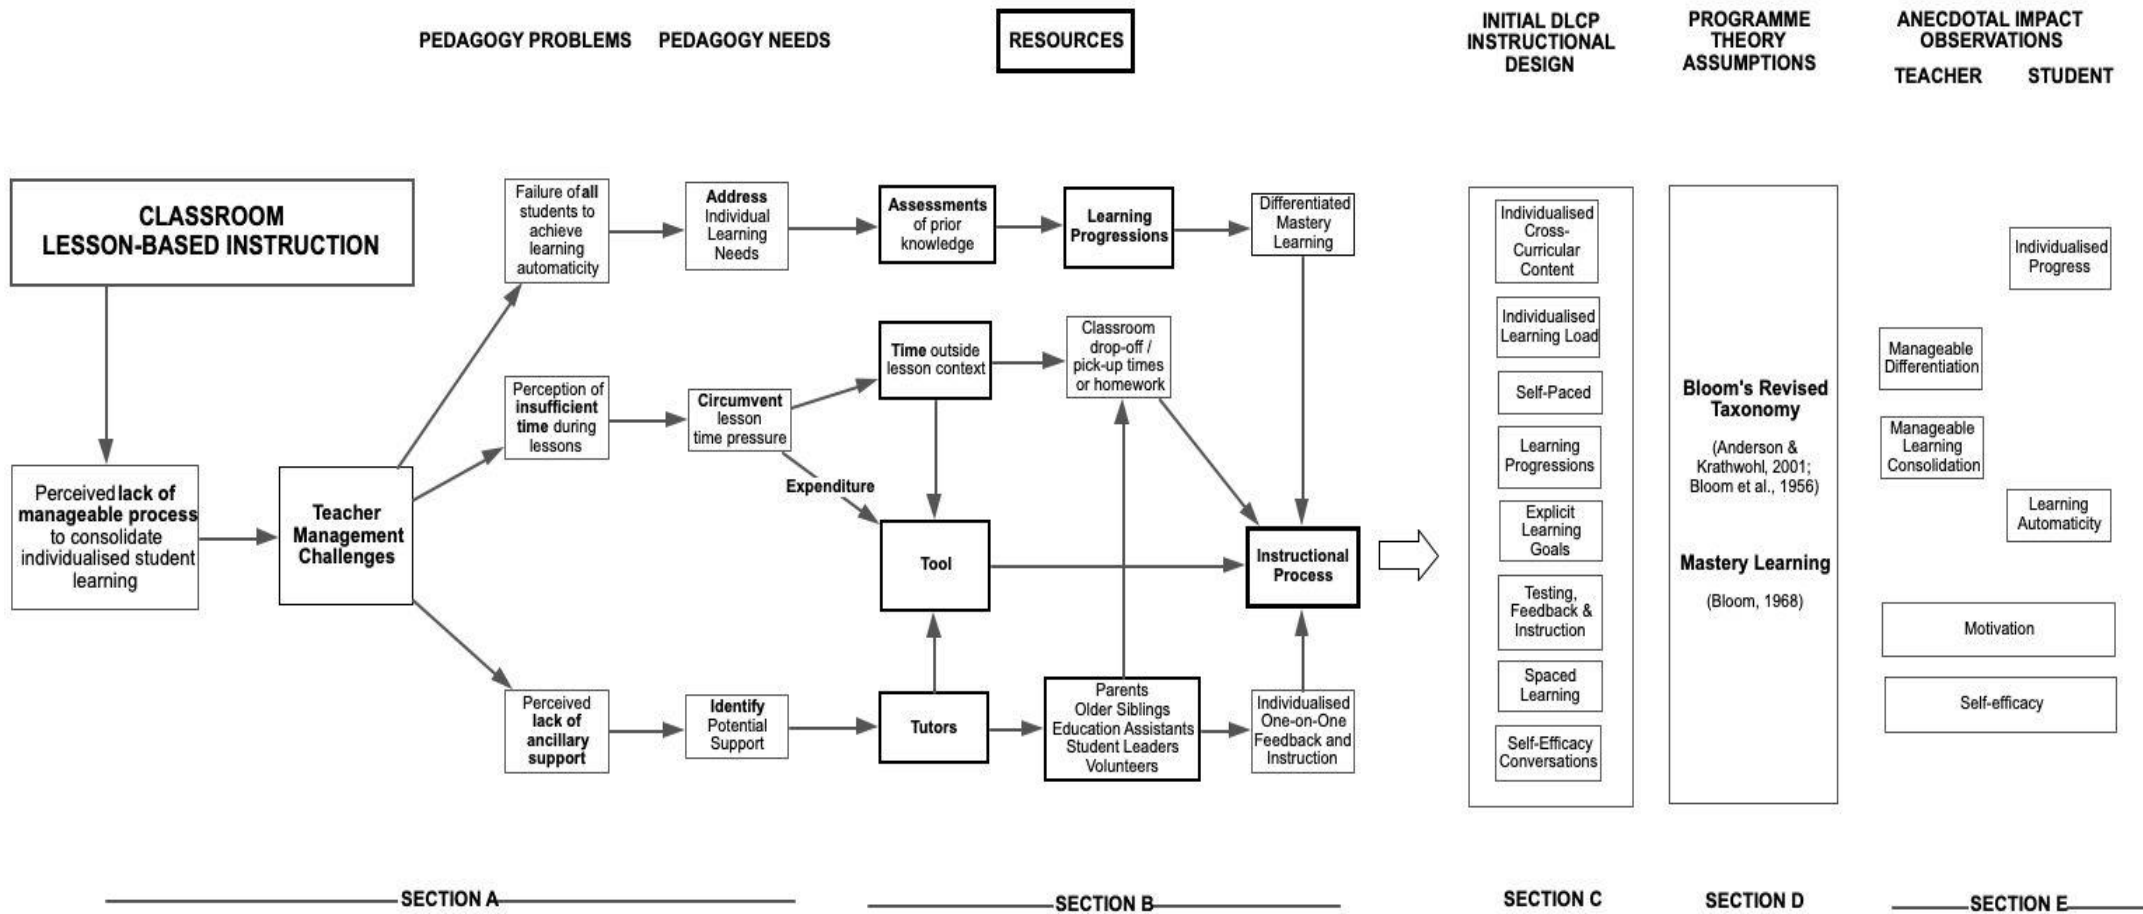 PEDAGOGY PROBLEMS
PEDAGOGY NEEDS
RESOURCES
INITIAL DLCP
INSTRUCTIONAL
DESIGN
PROGRAMME
THEORY
ASSUMPTIONS
ANECDOTAL IMPACT
OBSERVATIONS
TEACHER
STUDENT
CLASSROOM
LESSON-BASED INSTRUCTION
Perceived lack of
manageable process
to consolidate
individualised student
learning
Teacher
Management
Challenges
Failure of all
students to
achieve
learning
automaticity
Address
Individual
Learning
Needs
Assessments
of prior
knowledge
Learning
Progressions
Differentiated
Mastery
Learning
Perception of
insufficient
time during
lessons
Circumvent
lesson
time pressure
Expenditure
Time outside
lesson context
Classroom
drop-off /
pick-up times
or homework
Tool
Instructional
Process
Perceived
lack of
ancillary
support
Identify
Potential
Support
Tutors
Parents
Older Siblings
Education Assistants
Student Leaders
Volunteers
Individualised
One-on-One
Feedback and
Instruction
Individualised
Cross-
Curricular
Content
Individualised
Learning Load
Self-Paced
Learning
Progressions
Explicit
Learning
Goals
Testing,
Feedback &
Instruction
Spaced
Learning
Self-Efficacy
Conversations
Bloom's Revised
Taxonomy
(Anderson &
Krathwohl, 2001;
Bloom et al., 1956)
Mastery Learning
(Bloom, 1968)
Individualised
Progress
Manageable
Differentiation
Manageable
Learning
Consolidation
Learning
Automaticity
Motivation
Self-efficacy
SECTION A
SECTION B
SECTION C
SECTION D
SECTION E